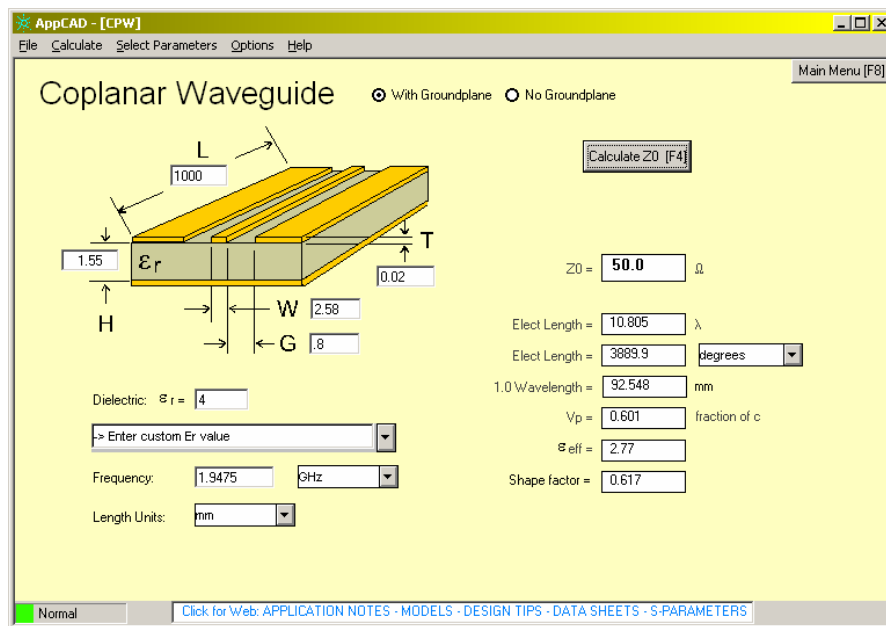 AppCAD - [CPW]
File Calculate Select Parameters Options Help
Main Menu [F8]
Coplanar Waveguide
With Groundplane No Groundplane
Calculate Z0 [F4]
L
1000
T
1.55
εr
0.02
H
W 2.58
G .8
Z0 = 50.0 Ω
Elect Length = 10.805 λ
Elect Length = 3889.9 degrees
1.0 Wavelength = 92.548 mm
Vp = 0.601 fraction of c
εeff = 2.77
Shape factor = 0.617
Dielectric: εr = 4
-> Enter custom Er value
Frequency: 1.9475 GHz
Length Units: mm
Normal
Click for Web: APPLICATION NOTES - MODELS - DESIGN TIPS - DATA SHEETS - S-PARAMETERS